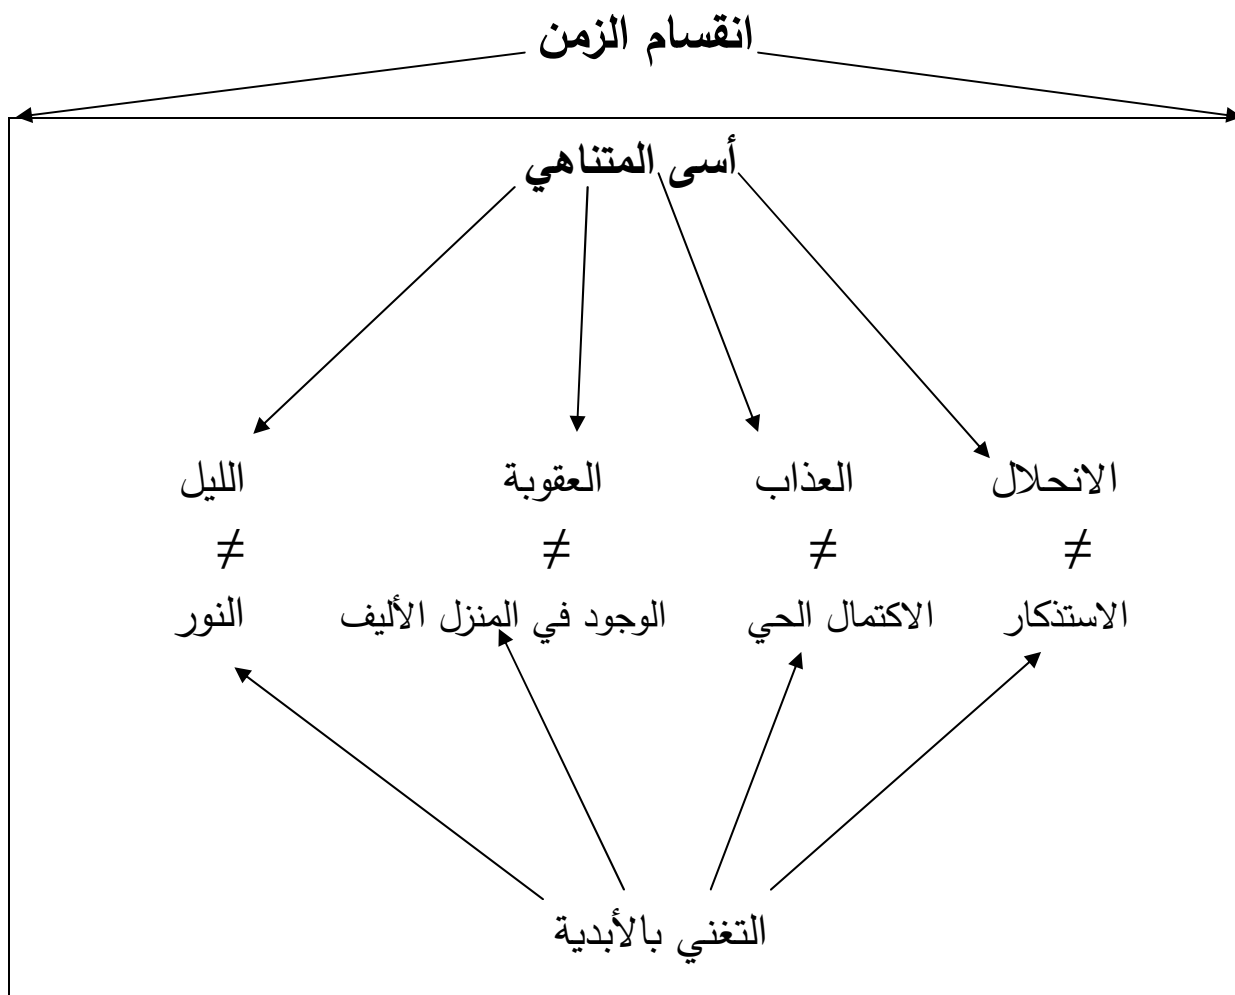 انقسام الزمن
أسى المتناهي
الانحلال العذاب العقوبة الليل
≠ ≠ ≠ ≠
الاستذكار الاكتمال الحي الوجود في المنزل الأليف النور
التغني بالأبدية